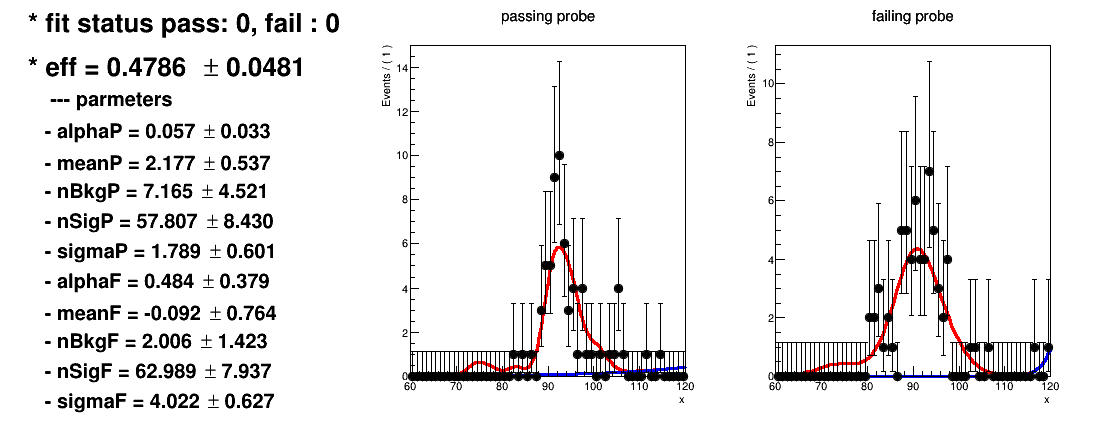 * fit status pass: 0, fail : 0
* eff = 0.4786 ± 0.0481
--- parmeters
- alphaP = 0.057 ± 0.033
- meanP = 2.177 ± 0.537
- nBkgP = 7.165 ± 4.521
- nSigP = 57.807 ± 8.430
- sigmaP = 1.789 ± 0.601
- alphaF = 0.484 ± 0.379
- meanF = -0.092 ± 0.764
- nBkgF = 2.006 ± 1.423
- nSigF = 62.989 ± 7.937
- sigmaF = 4.022 ± 0.627
passing probe
Events / ( 1 )
14
12
10
8
6
4
2
0
60 70 80 90 100 110 120
x
failing probe
Events / ( 1 )
10
8
6
4
2
0
60 70 80 90 100 110 120
x